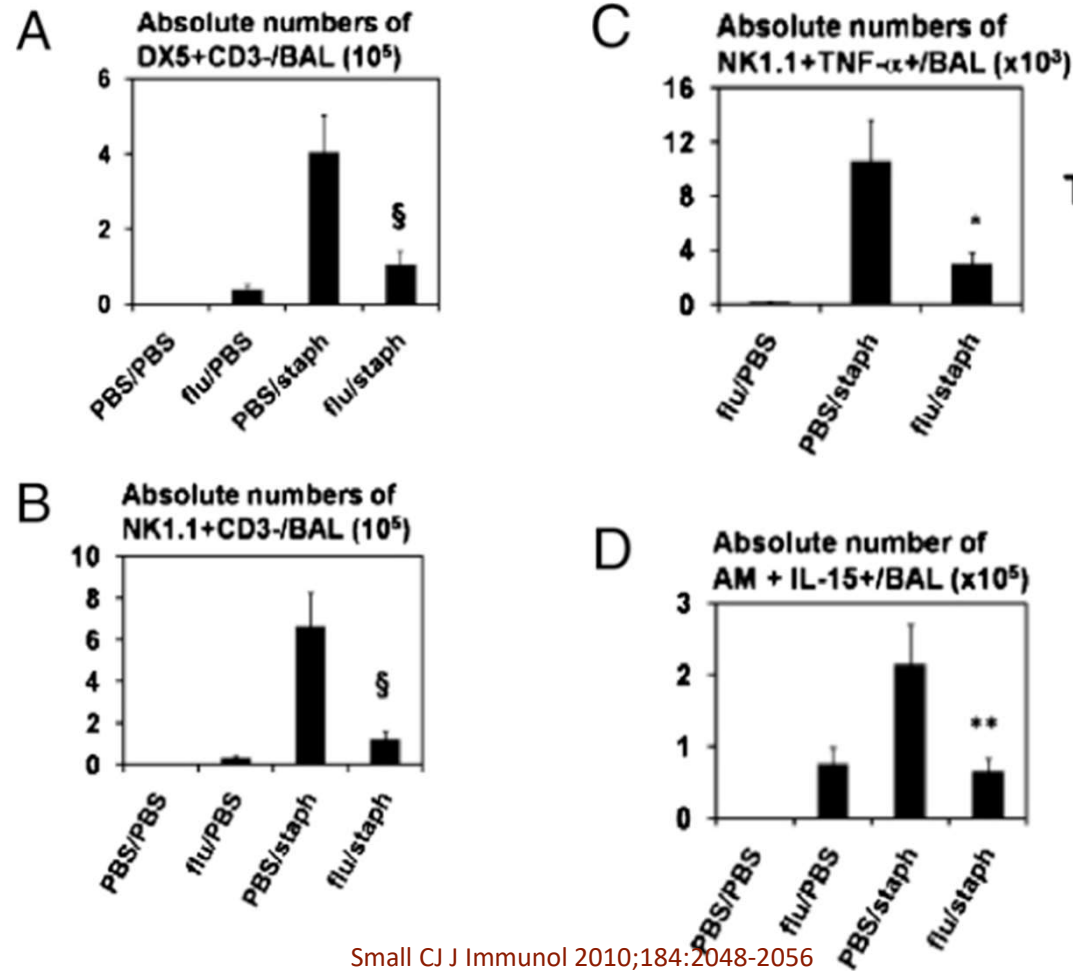 A
Absolute numbers of
DX5+CD3-/BAL (10⁵)
6
4
2
0
§
PBS/PBS
flu/PBS
PBS/staph
flu/staph
B
Absolute numbers of
NK1.1+CD3-/BAL (10⁵)
10
8
6
4
2
0
§
PBS/PBS
flu/PBS
PBS/staph
flu/staph
C
Absolute numbers of
NK1.1+TNF-α+/BAL (x10³)
16
12
8
4
0
*
flu/PBS
PBS/staph
flu/staph
D
Absolute number of
AM + IL-15+/BAL (x10⁵)
3
2
1
0
**
PBS/PBS
flu/PBS
PBS/staph
flu/staph
Small CJ J Immunol 2010;184:2048-2056